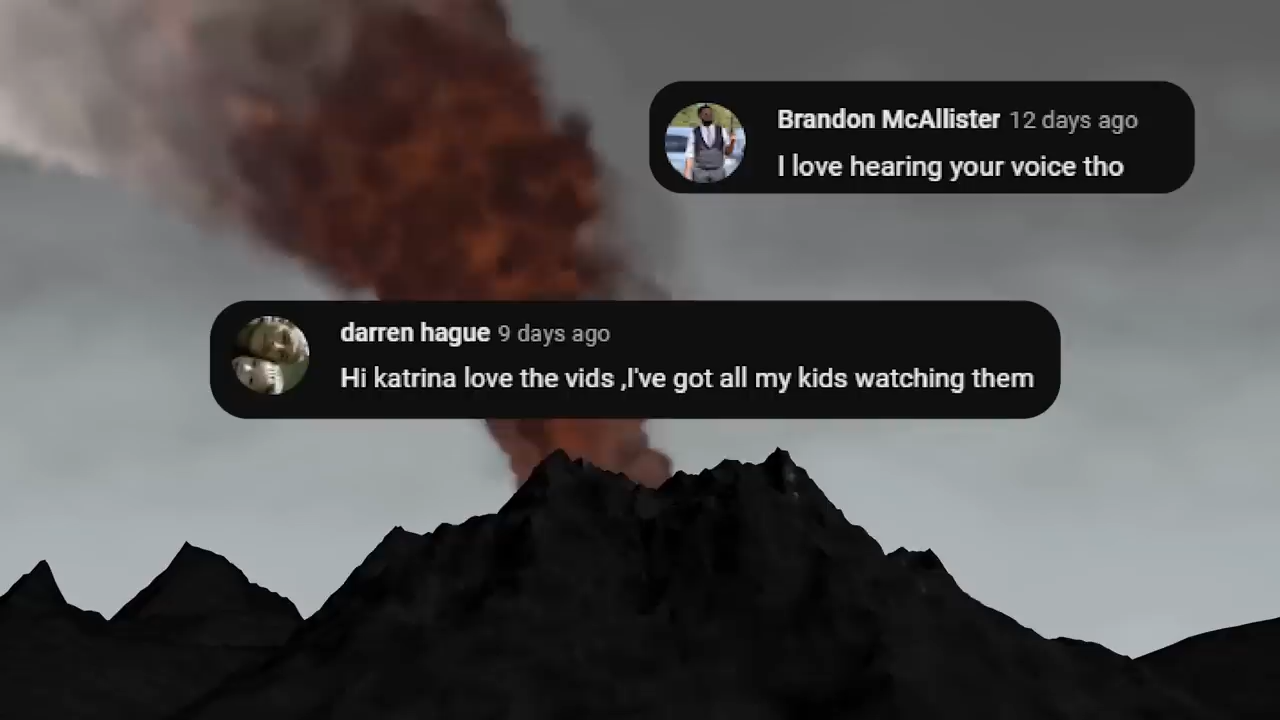 Brandon McAllister 12 days ago
I love hearing your voice tho
darren hague 9 days ago
Hi katrina love the vids ,I've got all my kids watching them